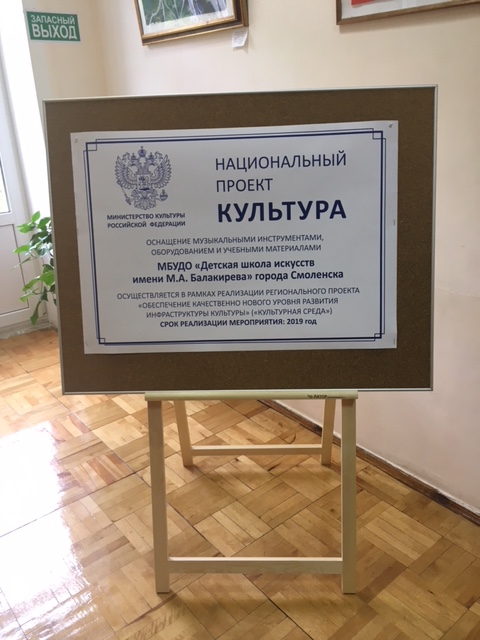 ЗАПАСНЫЙ
ВЫХОД
НАЦИОНАЛЬНЫЙ
ПРОЕКТ
КУЛЬТУРА
МИНИСТЕРСТВО КУЛЬТУРЫ
РОССИЙСКОЙ ФЕДЕРАЦИИ
ОСНАЩЕНИЕ МУЗЫКАЛЬНЫМИ ИНСТРУМЕНТАМИ,
ОБОРУДОВАНИЕМ И УЧЕБНЫМИ МАТЕРИАЛАМИ
МБУДО «Детская школа искусств
имени М.А. Балакирева» города Смоленска
ОСУЩЕСТВЛЯЕТСЯ В РАМКАХ РЕАЛИЗАЦИИ РЕГИОНАЛЬНОГО ПРОЕКТА
«ОБЕСПЕЧЕНИЕ КАЧЕСТВЕННО НОВОГО УРОВНЯ РАЗВИТИЯ
ИНФРАСТРУКТУРЫ КУЛЬТУРЫ» («КУЛЬТУРНАЯ СРЕДА»)
СРОК РЕАЛИЗАЦИИ МЕРОПРИЯТИЯ: 2019 год